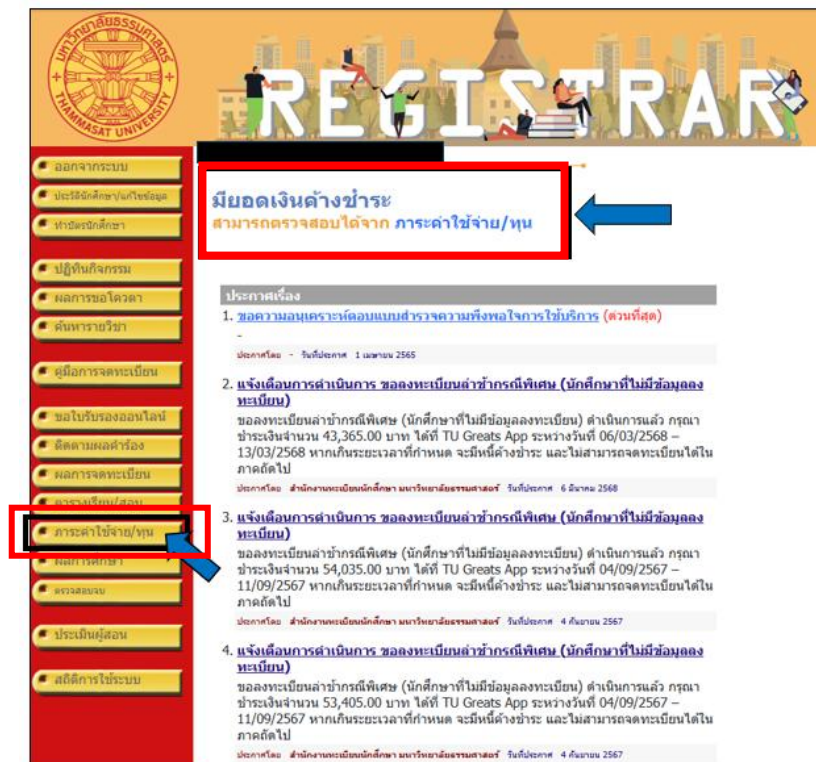 มหาวิทยาลัยธรรมศาสตร์
THAMMASAT UNIVERSITY
REGISTRAR
ออกจากระบบ
ประวัตินักศึกษา/แก้ไขข้อมูล
ทำบัตรนักศึกษา
ปฏิทินกิจกรรม
ผลการขอโควตา
ค้นหารายวิชา
คู่มือการจดทะเบียน
ขอใบรับรองออนไลน์
ติดตามผลคำร้อง
ผลการจดทะเบียน
ตารางเรียน/สอบ
ภาระค่าใช้จ่าย/ทุน
ผลการศึกษา
ตรวจสอบจบ
ประเมินผู้สอน
สถิติการใช้ระบบ
มียอดเงินค้างชำระ
สามารถตรวจสอบได้จาก ภาระค่าใช้จ่าย/ทุน
ประกาศเรื่อง
1. ขอความอนุเคราะห์ตอบแบบสำรวจความพึงพอใจการใช้บริการ (ด่วนที่สุด)
-
ประกาศโดย - วันที่ประกาศ 1 เมษายน 2565
2. แจ้งเตือนการดำเนินการ ขอลงทะเบียนล่าช้ากรณีพิเศษ (นักศึกษาที่ไม่มีข้อมูลลง
ทะเบียน)
ขอลงทะเบียนล่าช้ากรณีพิเศษ (นักศึกษาที่ไม่มีข้อมูลลงทะเบียน) ดำเนินการแล้ว กรุณา
ชำระเงินจำนวน 43,365.00 บาท ได้ที่ TU Greats App ระหว่างวันที่ 06/03/2568 –
13/03/2568 หากเกินระยะเวลาที่กำหนด จะมีหนี้ค้างชำระ และไม่สามารถจดทะเบียนได้ใน
ภาคถัดไป
ประกาศโดย สำนักงานทะเบียนนักศึกษา มหาวิทยาลัยธรรมศาสตร์ วันที่ประกาศ 6 มีนาคม 2568
3. แจ้งเตือนการดำเนินการ ขอลงทะเบียนล่าช้ากรณีพิเศษ (นักศึกษาที่ไม่มีข้อมูลลง
ทะเบียน)
ขอลงทะเบียนล่าช้ากรณีพิเศษ (นักศึกษาที่ไม่มีข้อมูลลงทะเบียน) ดำเนินการแล้ว กรุณา
ชำระเงินจำนวน 54,035.00 บาท ได้ที่ TU Greats App ระหว่างวันที่ 04/09/2567 –
11/09/2567 หากเกินระยะเวลาที่กำหนด จะมีหนี้ค้างชำระ และไม่สามารถจดทะเบียนได้ใน
ภาคถัดไป
ประกาศโดย สำนักงานทะเบียนนักศึกษา มหาวิทยาลัยธรรมศาสตร์ วันที่ประกาศ 4 กันยายน 2567
4. แจ้งเตือนการดำเนินการ ขอลงทะเบียนล่าช้ากรณีพิเศษ (นักศึกษาที่ไม่มีข้อมูลลง
ทะเบียน)
ขอลงทะเบียนล่าช้ากรณีพิเศษ (นักศึกษาที่ไม่มีข้อมูลลงทะเบียน) ดำเนินการแล้ว กรุณา
ชำระเงินจำนวน 53,405.00 บาท ได้ที่ TU Greats App ระหว่างวันที่ 04/09/2567 –
11/09/2567 หากเกินระยะเวลาที่กำหนด จะมีหนี้ค้างชำระ และไม่สามารถจดทะเบียนได้ใน
ภาคถัดไป
ประกาศโดย สำนักงานทะเบียนนักศึกษา มหาวิทยาลัยธรรมศาสตร์ วันที่ประกาศ 4 กันยายน 2567